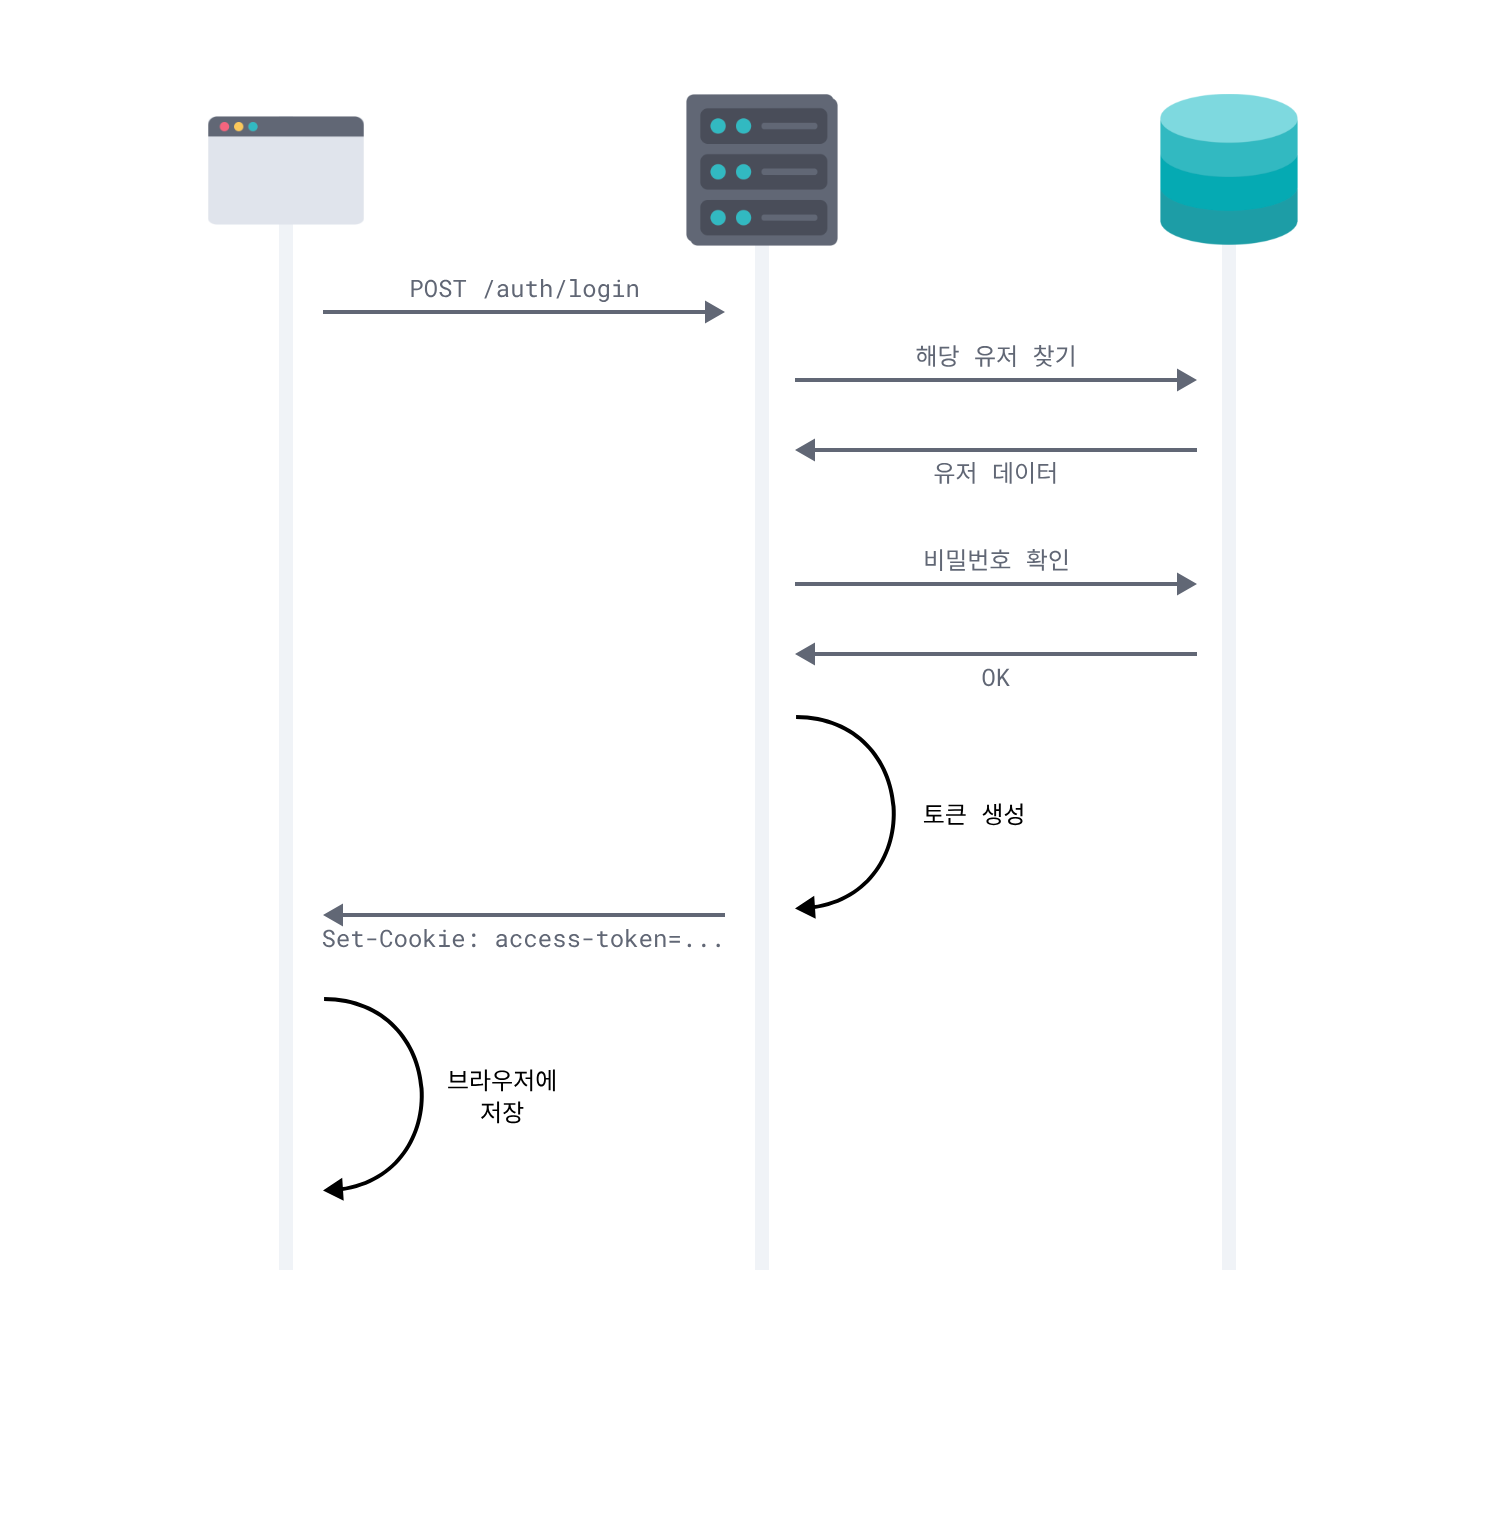 POST /auth/login
해당 유저 찾기
유저 데이터
비밀번호 확인
OK
토큰 생성
Set-Cookie: access-token=...
브라우저에
저장